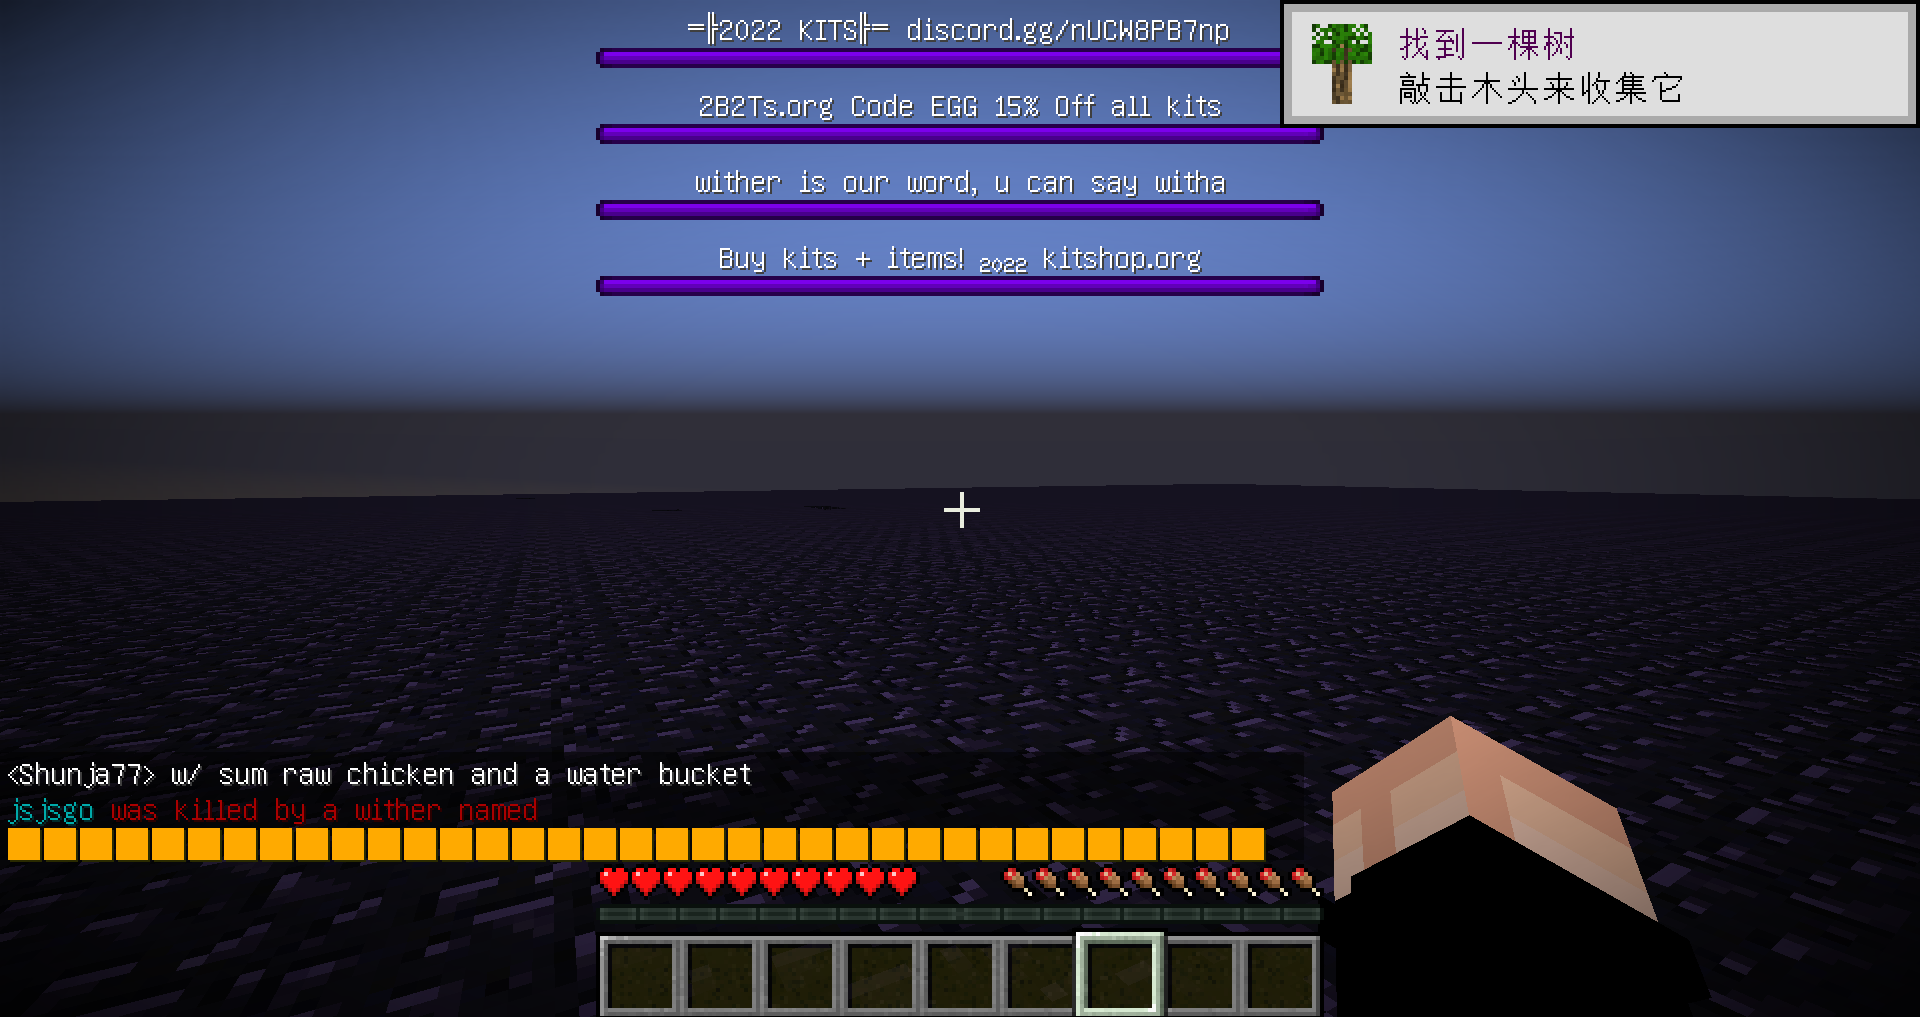 ═╠2022 KITS╠═ discord.gg/nUCW8PB7np
2B2Ts.org Code EGG 15% Off all kits
wither is our word, u can say witha
Buy kits + items! 2022 kitshop.org
找到一棵树
敲击木头来收集它
<Shunja77> w/ sum raw chicken and a water bucket
jsjsgo was killed by a wither named